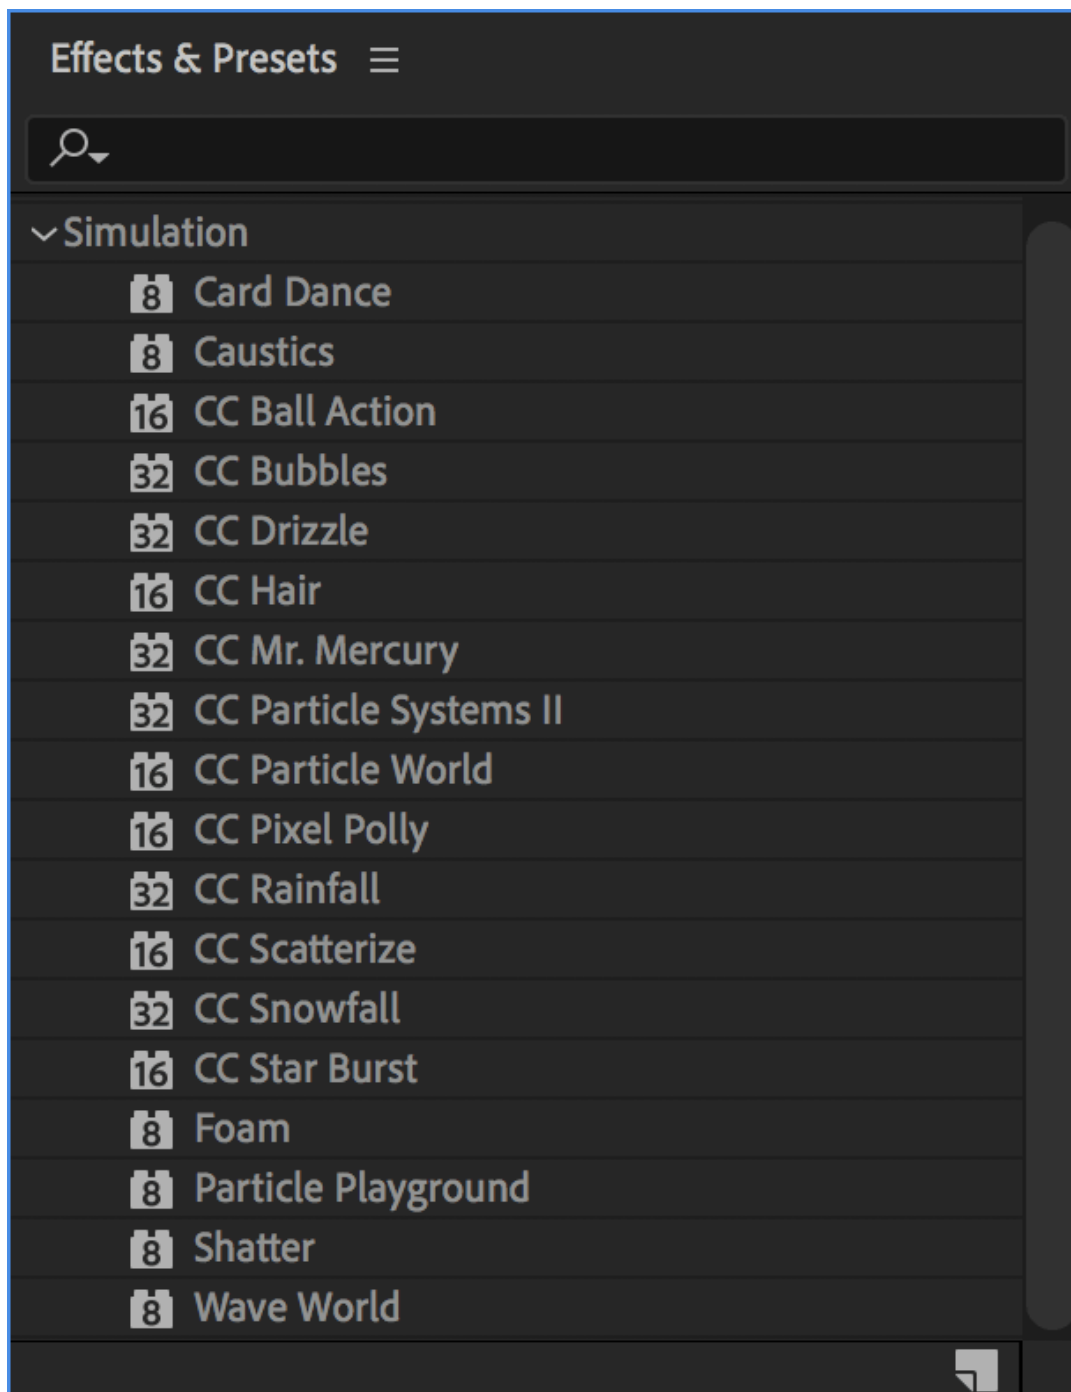 Effects & Presets
Simulation
8 Card Dance
8 Caustics
16 CC Ball Action
32 CC Bubbles
32 CC Drizzle
16 CC Hair
32 CC Mr. Mercury
32 CC Particle Systems II
16 CC Particle World
16 CC Pixel Polly
32 CC Rainfall
16 CC Scatterize
32 CC Snowfall
16 CC Star Burst
8 Foam
8 Particle Playground
8 Shatter
8 Wave World